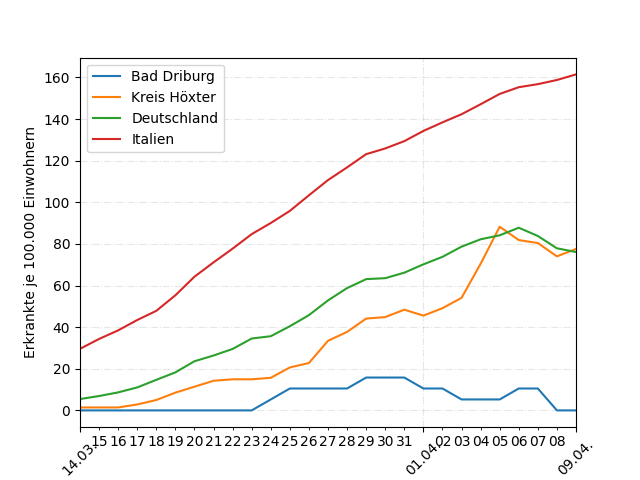 Erkrankte je 100.000 Einwohnern
160
140
120
100
80
60
40
20
0
Bad Driburg
Kreis Höxter
Deutschland
Italien
14.03. 15 16 17 18 19 20 21 22 23 24 25 26 27 28 29 30 31 01.04. 02 03 04 05 06 07 08 09.04.